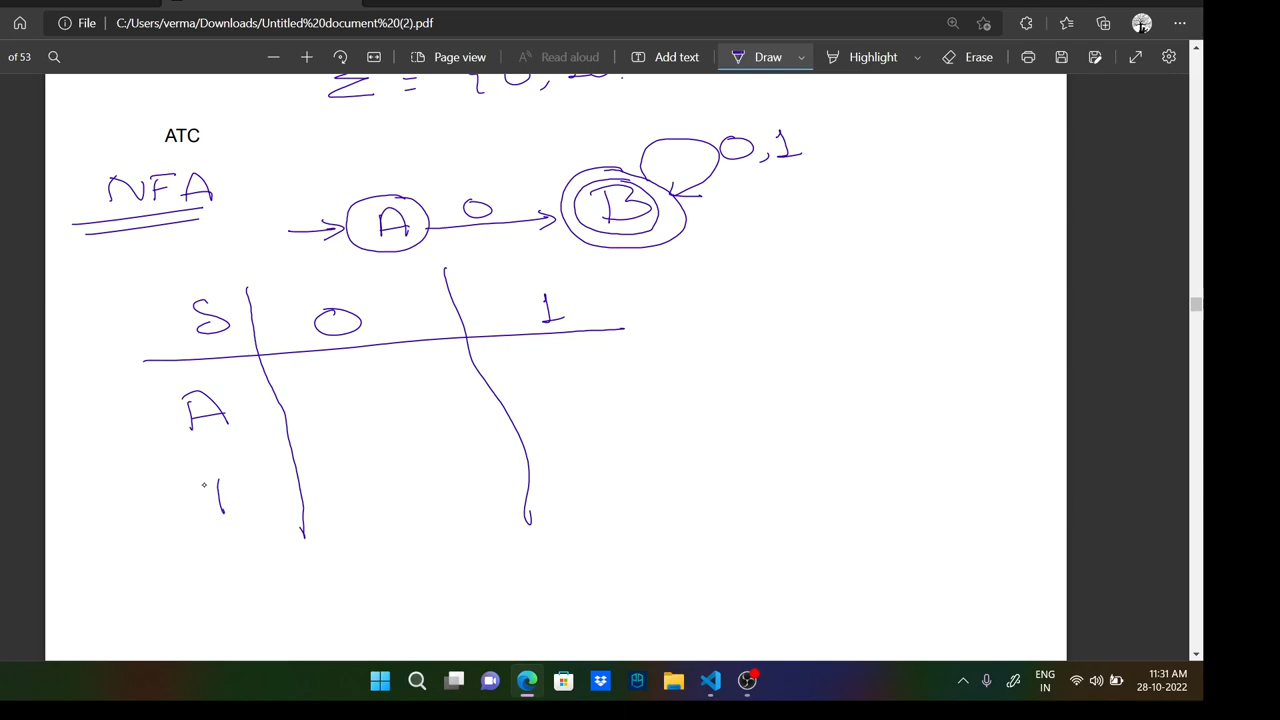 File C:/Users/verma/Downloads/Untitled%20document%20(2).pdf
of 53 Page view Read aloud Add text Draw Highlight Erase
ATC
NFA
A 0 B 0,1
δ 0 1
A
ENG 11:31 AM
IN 28-10-2022